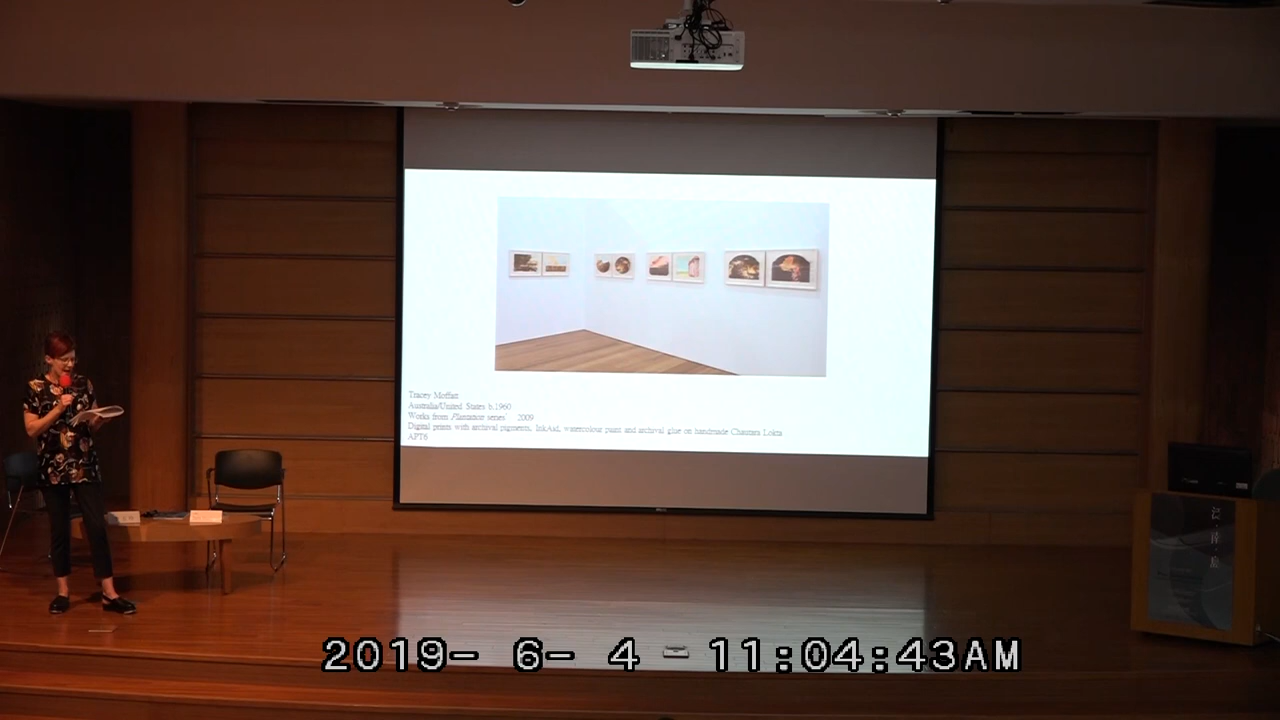 Tracey Moffatt
Australia/United States b.1960
Works from Plantation series' 2009
Digital prints with archival pigments, InkAid, watercolour paint and archival glue on handmade Chautara Lokta
APT6
2019- 6- 4 - 11:04:43AM